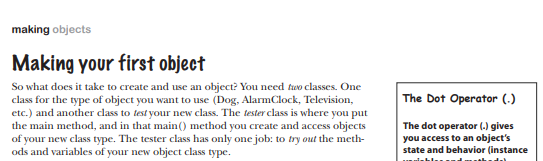 making objects
Making your first object
So what does it take to create and use an object? You need two classes. One
class for the type of object you want to use (Dog, AlarmClock, Television,
etc.) and another class to test your new class. The tester class is where you put
the main method, and in that main() method you create and access objects
of your new class type. The tester class has only one job: to try out the meth-
ods and variables of your new object class type.
The Dot Operator (.)
The dot operator (.) gives
you access to an object’s
state and behavior (instance
variables and methods).